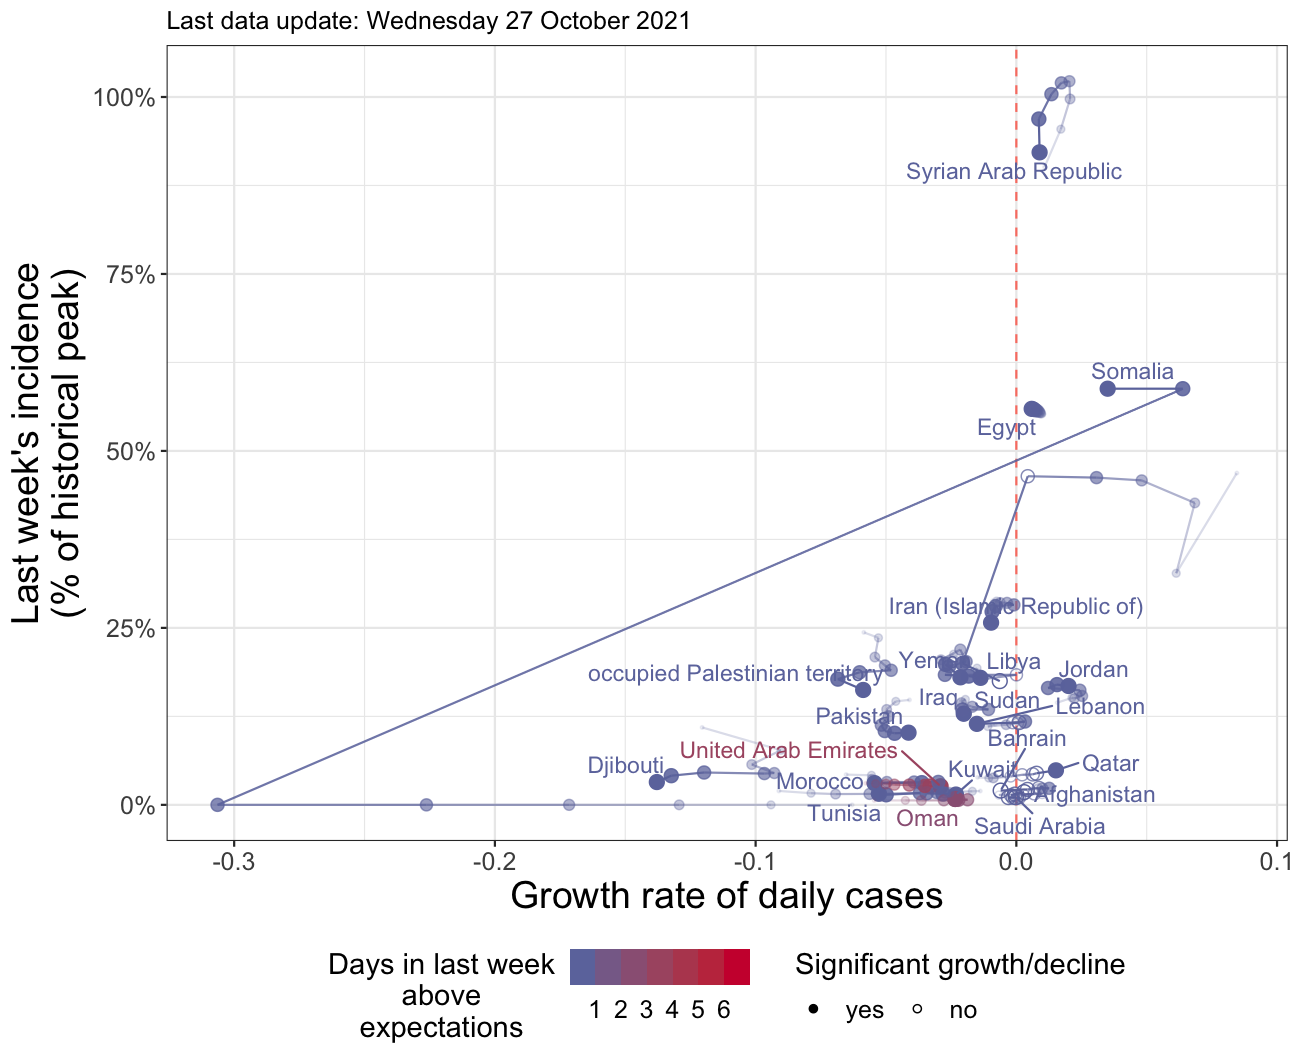 Last data update: Wednesday 27 October 2021
Last week's incidence
(% of historical peak)
100%
75%
50%
25%
0%
Syrian Arab Republic
Somalia
Egypt
Iran (Islamic Republic of)
Yemen
Libya
occupied Palestinian territory
Jordan
Iraq
Sudan
Lebanon
Pakistan
Bahrain
United Arab Emirates
Djibouti
Kuwait
Qatar
Morocco
Afghanistan
Tunisia
Oman
Saudi Arabia
-0.3
-0.2
-0.1
0.0
0.1
Growth rate of daily cases
Days in last week
above
expectations
1 2 3 4 5 6
Significant growth/decline
yes
no